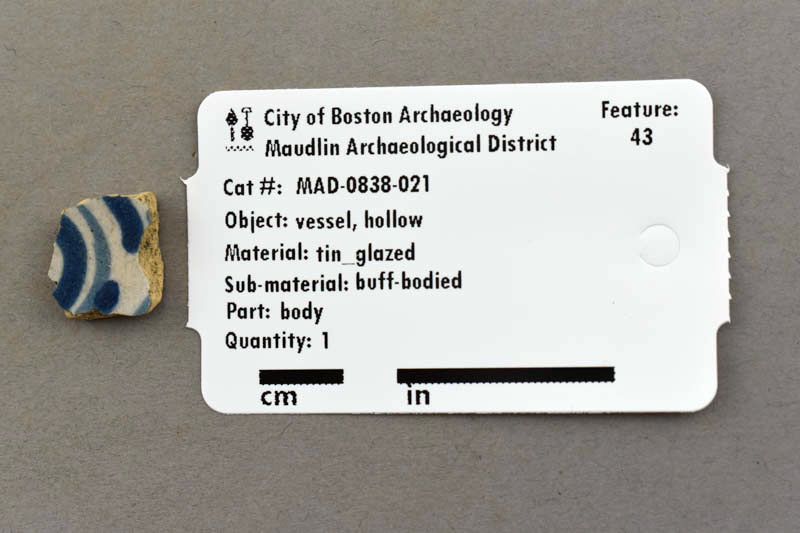 City of Boston Archaeology
Maudlin Archaeological District
Feature:
43
Cat #: MAD-0838-021
Object: vessel, hollow
Material: tin_glazed
Sub-material: buff-bodied
Part: body
Quantity: 1
cm in